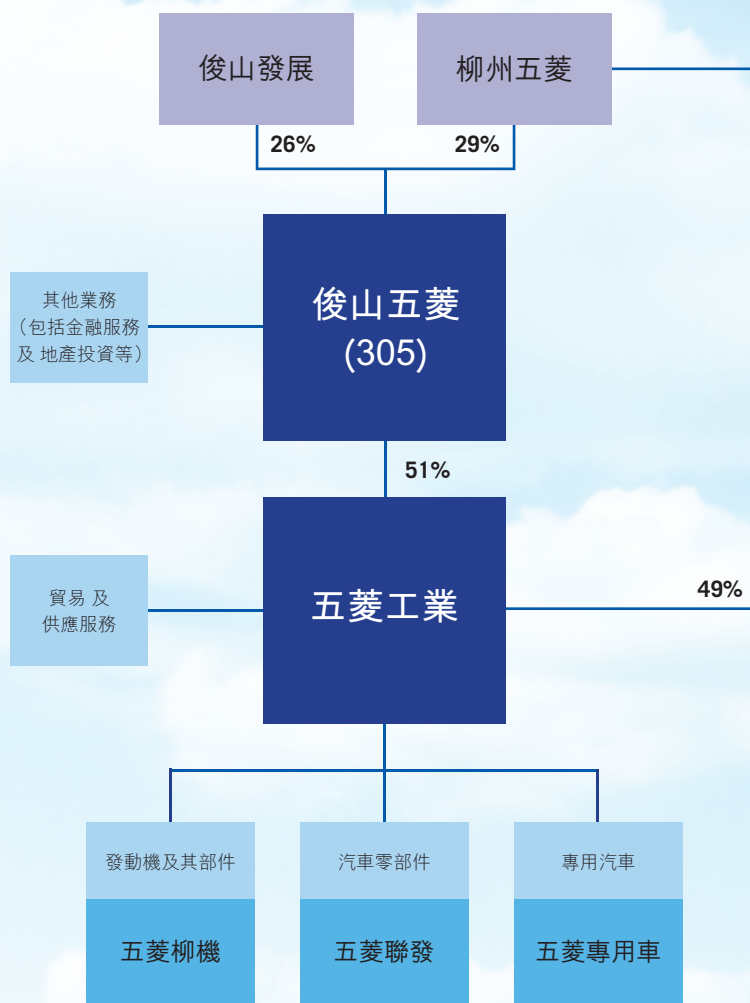 俊山發展
柳州五菱
26%
29%
俊山五菱
(305)
其他業務
（包括金融服務
及 地產投資等）
51%
五菱工業
貿易 及
供應服務
49%
發動機及其部件
汽車零部件
專用汽車
五菱柳機
五菱聯發
五菱專用車